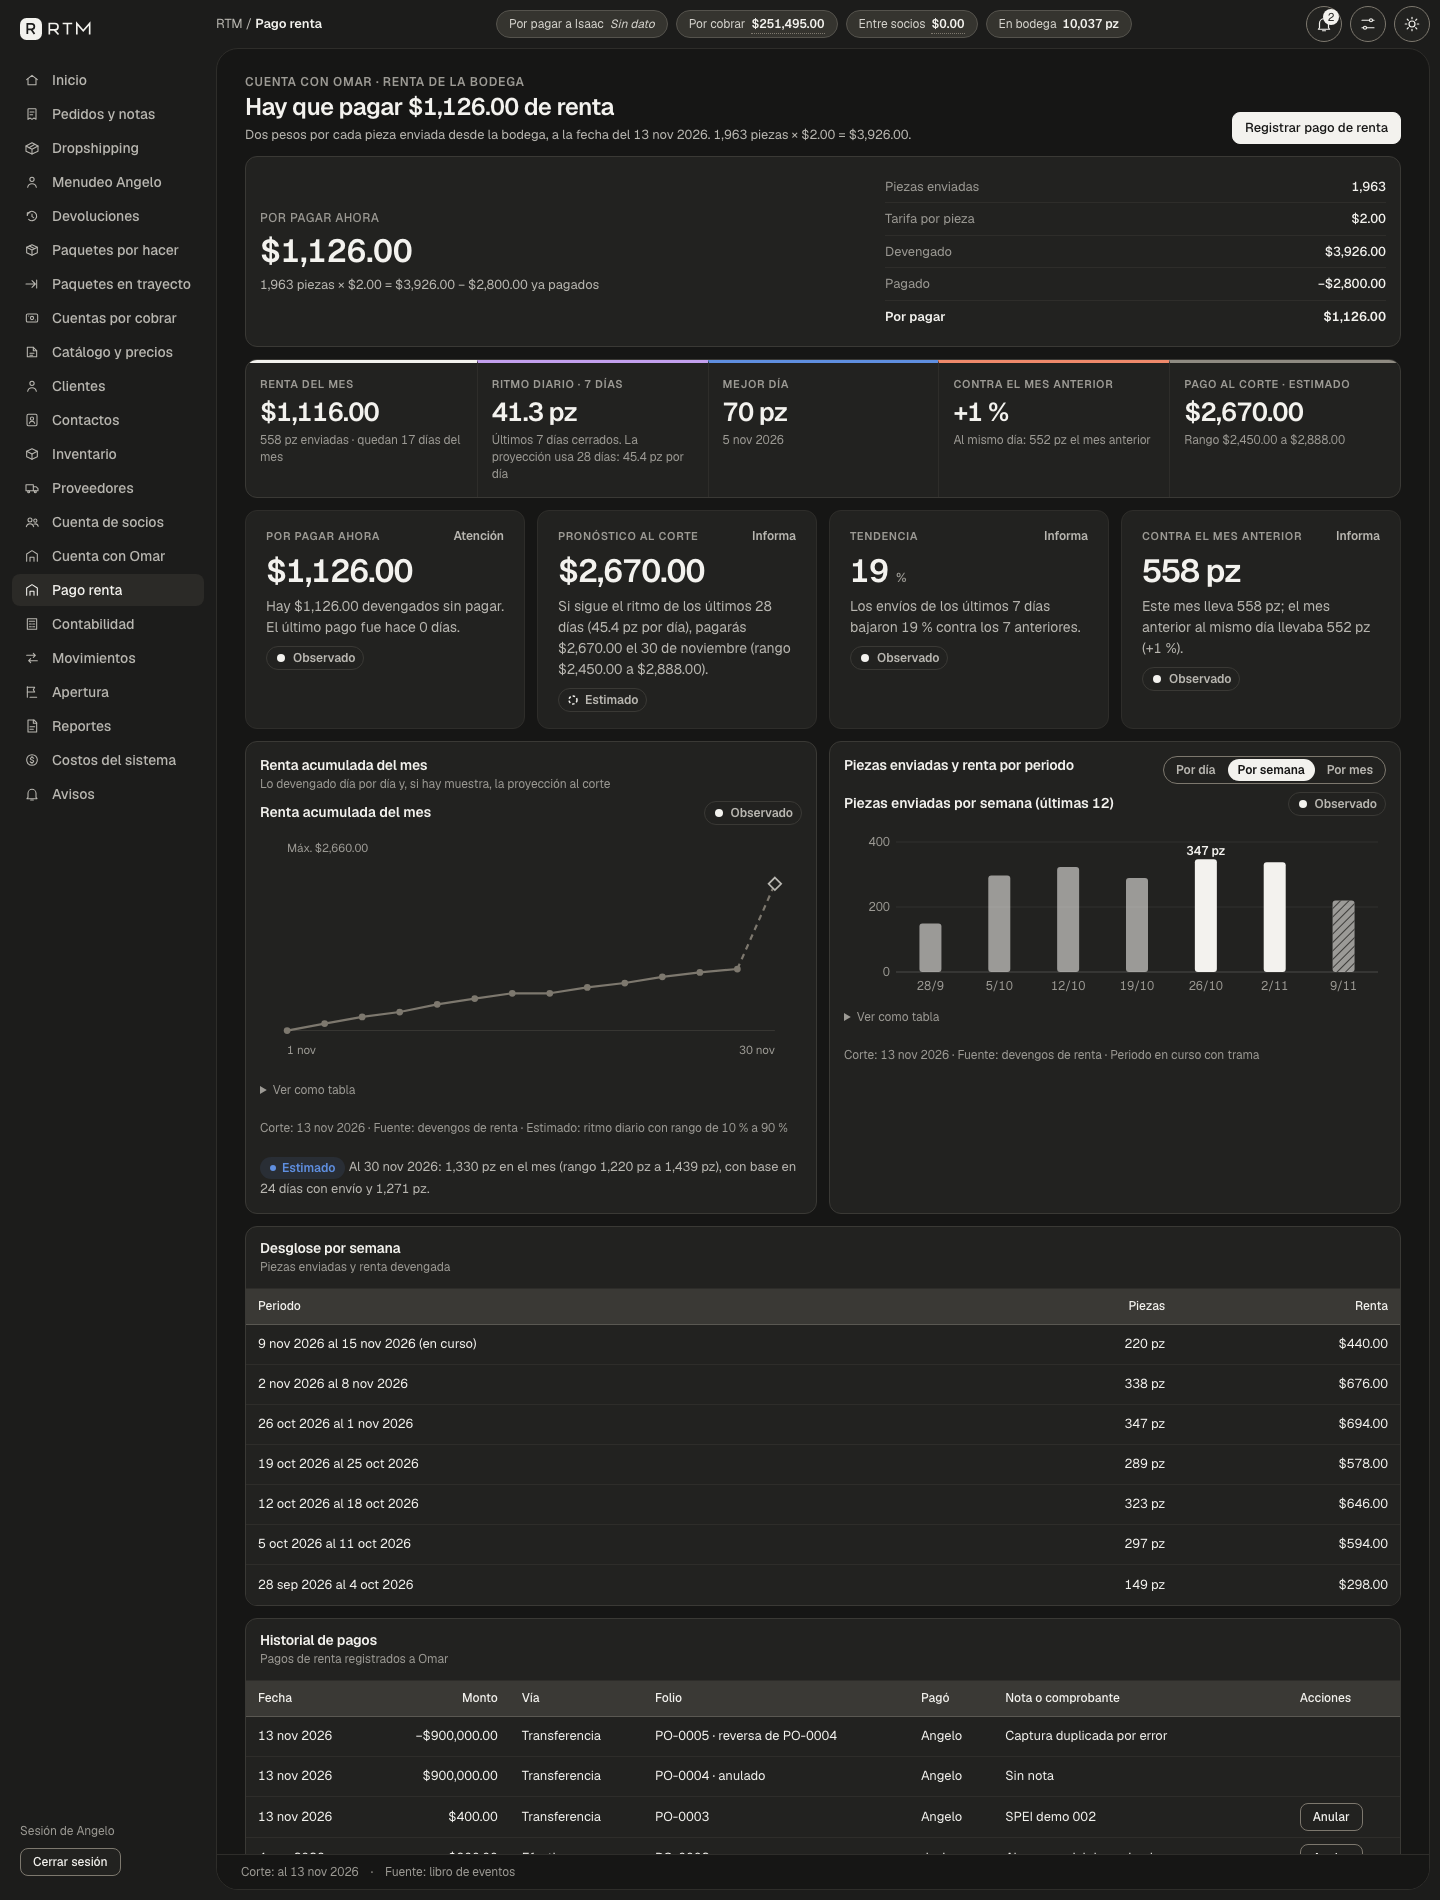 R RTM
RTM / Pago renta
Por pagar a Isaac Sin dato
Por cobrar $251,495.00
Entre socios $0.00
En bodega 10,037 pz
2
Inicio
Pedidos y notas
Dropshipping
Menudeo Angelo
Devoluciones
Paquetes por hacer
Paquetes en trayecto
Cuentas por cobrar
Catálogo y precios
Clientes
Contactos
Inventario
Proveedores
Cuenta de socios
Cuenta con Omar
Pago renta
Contabilidad
Movimientos
Apertura
Reportes
Costos del sistema
Avisos
Sesión de Angelo
Cerrar sesión
CUENTA CON OMAR · RENTA DE LA BODEGA
Hay que pagar $1,126.00 de renta
Dos pesos por cada pieza enviada desde la bodega, a la fecha del 13 nov 2026. 1,963 piezas × $2.00 = $3,926.00.
Registrar pago de renta
POR PAGAR AHORA
$1,126.00
1,963 piezas × $2.00 = $3,926.00 − $2,800.00 ya pagados
Piezas enviadas 1,963
Tarifa por pieza $2.00
Devengado $3,926.00
Pagado −$2,800.00
Por pagar $1,126.00
RENTA DEL MES
$1,116.00
558 pz enviadas · quedan 17 días del
mes
RITMO DIARIO · 7 DÍAS
41.3 pz
Últimos 7 días cerrados. La
proyección usa 28 días: 45.4 pz por
día
MEJOR DÍA
70 pz
5 nov 2026
CONTRA EL MES ANTERIOR
+1 %
Al mismo día: 552 pz el mes anterior
PAGO AL CORTE · ESTIMADO
$2,670.00
Rango $2,450.00 a $2,888.00
POR PAGAR AHORA Atención
$1,126.00
Hay $1,126.00 devengados sin pagar.
El último pago fue hace 0 días.
Observado
PRONÓSTICO AL CORTE Informa
$2,670.00
Si sigue el ritmo de los últimos 28
días (45.4 pz por día), pagarás
$2,670.00 el 30 de noviembre (rango
$2,450.00 a $2,888.00).
Estimado
TENDENCIA Informa
19 %
Los envíos de los últimos 7 días
bajaron 19 % contra los 7 anteriores.
Observado
CONTRA EL MES ANTERIOR Informa
558 pz
Este mes lleva 558 pz; el mes
anterior al mismo día llevaba 552 pz
(+1 %).
Observado
Renta acumulada del mes
Lo devengado día por día y, si hay muestra, la proyección al corte
Renta acumulada del mes Observado
Máx. $2,660.00
1 nov 30 nov
Ver como tabla
Corte: 13 nov 2026 · Fuente: devengos de renta · Estimado: ritmo diario con rango de 10 % a 90 %
Estimado Al 30 nov 2026: 1,330 pz en el mes (rango 1,220 pz a 1,439 pz), con base en
24 días con envío y 1,271 pz.
Piezas enviadas y renta por periodo
Por día Por semana Por mes
Piezas enviadas por semana (últimas 12) Observado
400
347 pz
200
0
28/9 5/10 12/10 19/10 26/10 2/11 9/11
Ver como tabla
Corte: 13 nov 2026 · Fuente: devengos de renta · Periodo en curso con trama
Desglose por semana
Piezas enviadas y renta devengada
Periodo Piezas Renta
9 nov 2026 al 15 nov 2026 (en curso) 220 pz $440.00
2 nov 2026 al 8 nov 2026 338 pz $676.00
26 oct 2026 al 1 nov 2026 347 pz $694.00
19 oct 2026 al 25 oct 2026 289 pz $578.00
12 oct 2026 al 18 oct 2026 323 pz $646.00
5 oct 2026 al 11 oct 2026 297 pz $594.00
28 sep 2026 al 4 oct 2026 149 pz $298.00
Historial de pagos
Pagos de renta registrados a Omar
Fecha Monto Vía Folio Pagó Nota o comprobante Acciones
13 nov 2026 −$900,000.00 Transferencia PO-0005 · reversa de PO-0004 Angelo Captura duplicada por error
13 nov 2026 $900,000.00 Transferencia PO-0004 · anulado Angelo Sin nota
13 nov 2026 $400.00 Transferencia PO-0003 Angelo SPEI demo 002 Anular
Corte: al 13 nov 2026 · Fuente: libro de eventos